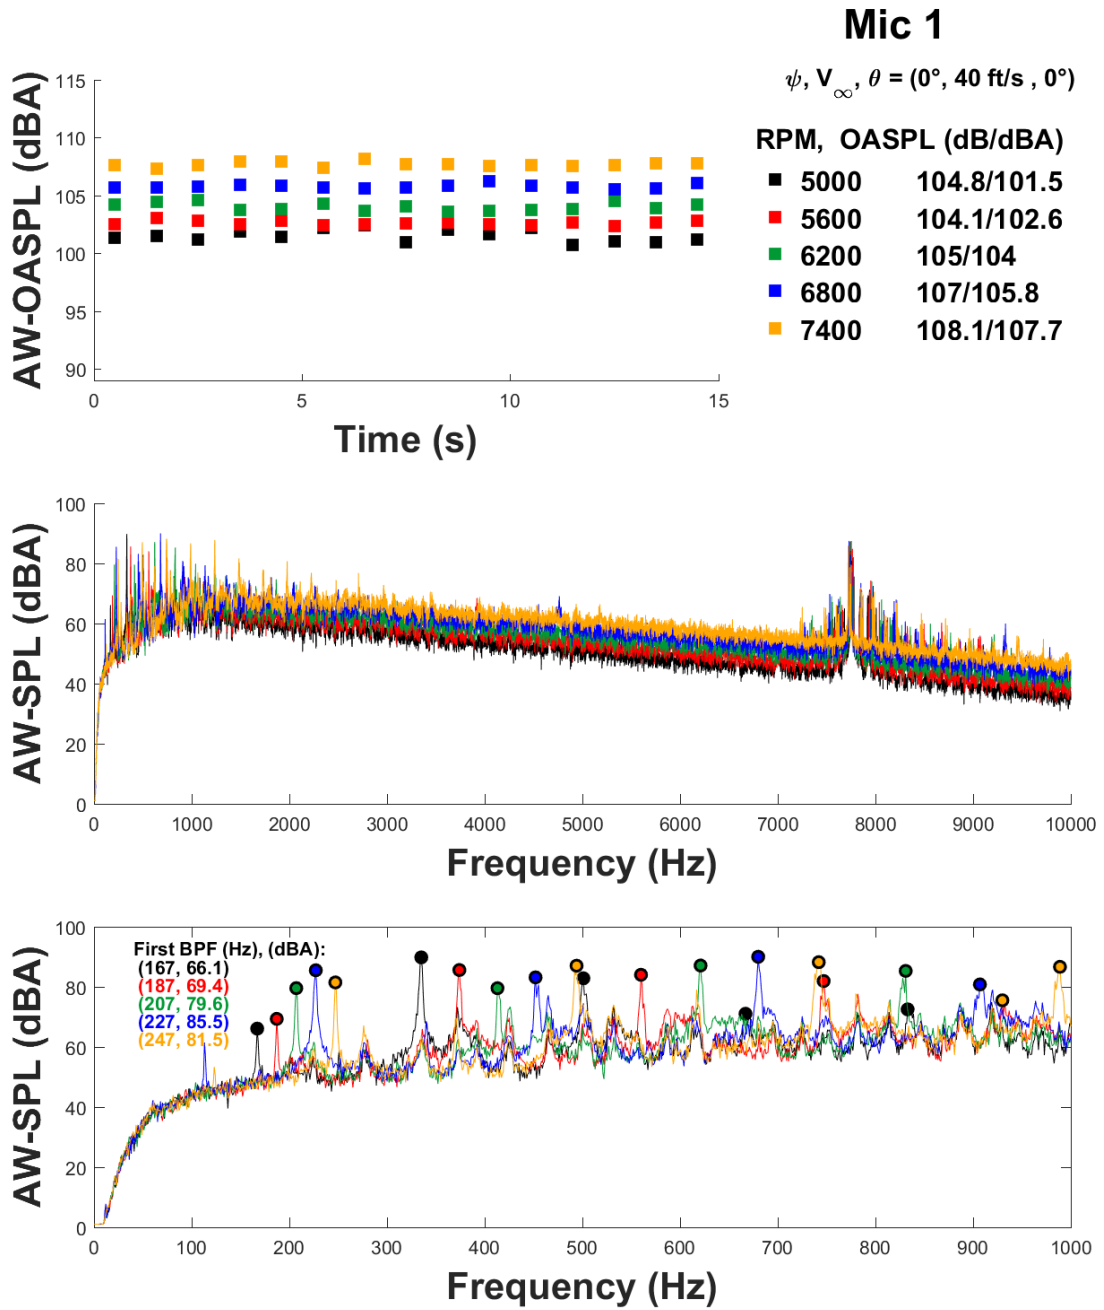 Mic 1
ψ, V∞, θ = (0°, 40 ft/s , 0°)
RPM, OASPL (dB/dBA)
5000 104.8/101.5
5600 104.1/102.6
6200 105/104
6800 107/105.8
7400 108.1/107.7
AW-OASPL (dBA)
115
110
105
100
95
90
0 5 10 15
Time (s)
AW-SPL (dBA)
100
80
60
40
20
0
0 1000 2000 3000 4000 5000 6000 7000 8000 9000 10000
Frequency (Hz)
AW-SPL (dBA)
100
80
60
40
20
0
First BPF (Hz), (dBA):
(167, 66.1)
(187, 69.4)
(207, 79.6)
(227, 85.5)
(247, 81.5)
0 100 200 300 400 500 600 700 800 900 1000
Frequency (Hz)